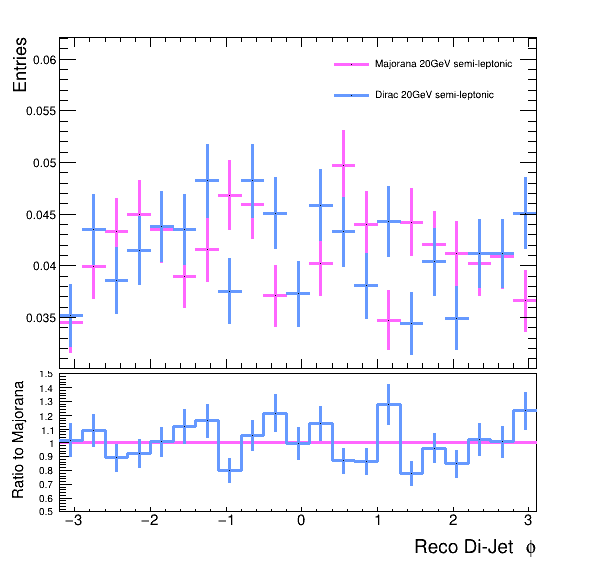 Entries
0.06
0.055
0.05
0.045
0.04
0.035
Majorana 20GeV semi-leptonic
Dirac 20GeV semi-leptonic
Ratio to Majorana
1.5
1.4
1.3
1.2
1.1
1
0.9
0.8
0.7
0.6
0.5
−3 −2 −1 0 1 2 3
Reco Di-Jet ϕ